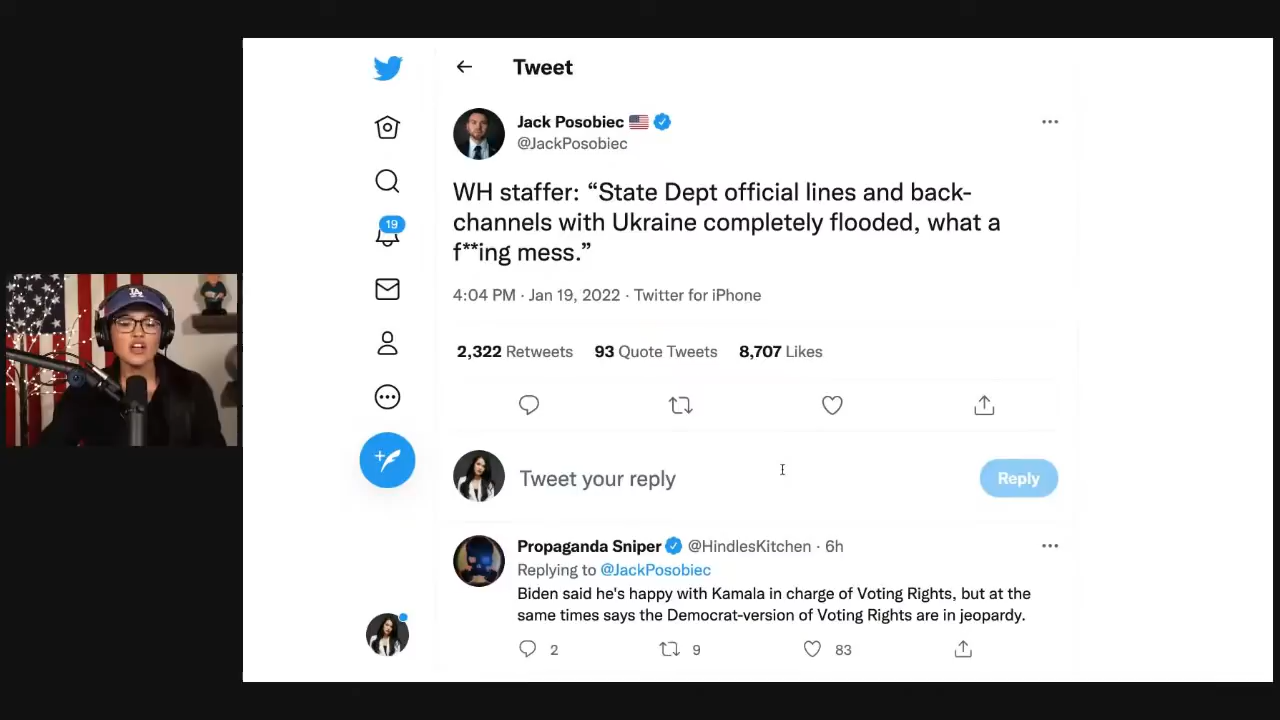 Tweet
Jack Posobiec 🇺🇸
@JackPosobiec
WH staffer: “State Dept official lines and back-
channels with Ukraine completely flooded, what a
f**ing mess.”
4:04 PM · Jan 19, 2022 · Twitter for iPhone
2,322 Retweets 93 Quote Tweets 8,707 Likes
19
Tweet your reply
Reply
Propaganda Sniper @HindlesKitchen · 6h
Replying to @JackPosobiec
Biden said he's happy with Kamala in charge of Voting Rights, but at the
same times says the Democrat-version of Voting Rights are in jeopardy.
2 9 83
LA